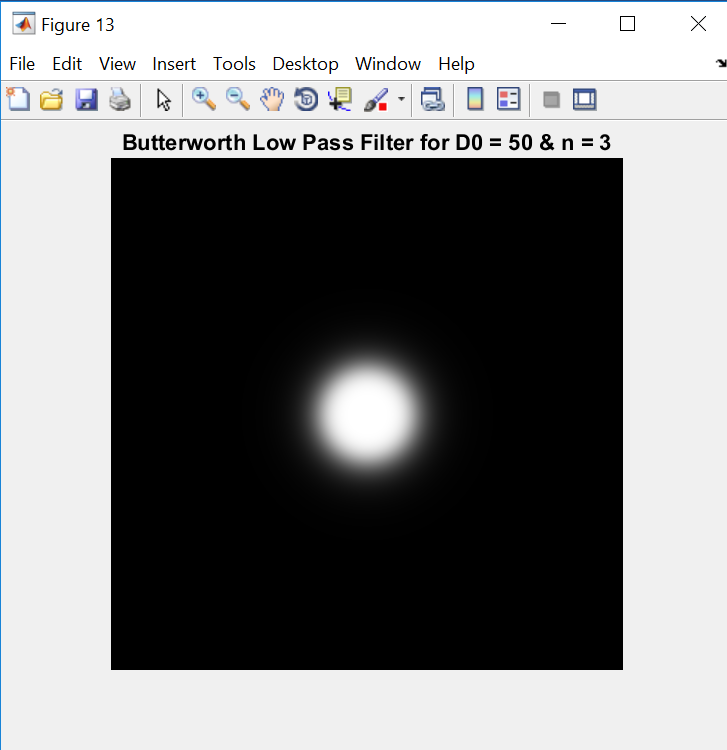 Figure 13
File Edit View Insert Tools Desktop Window Help
Butterworth Low Pass Filter for D0 = 50 & n = 3